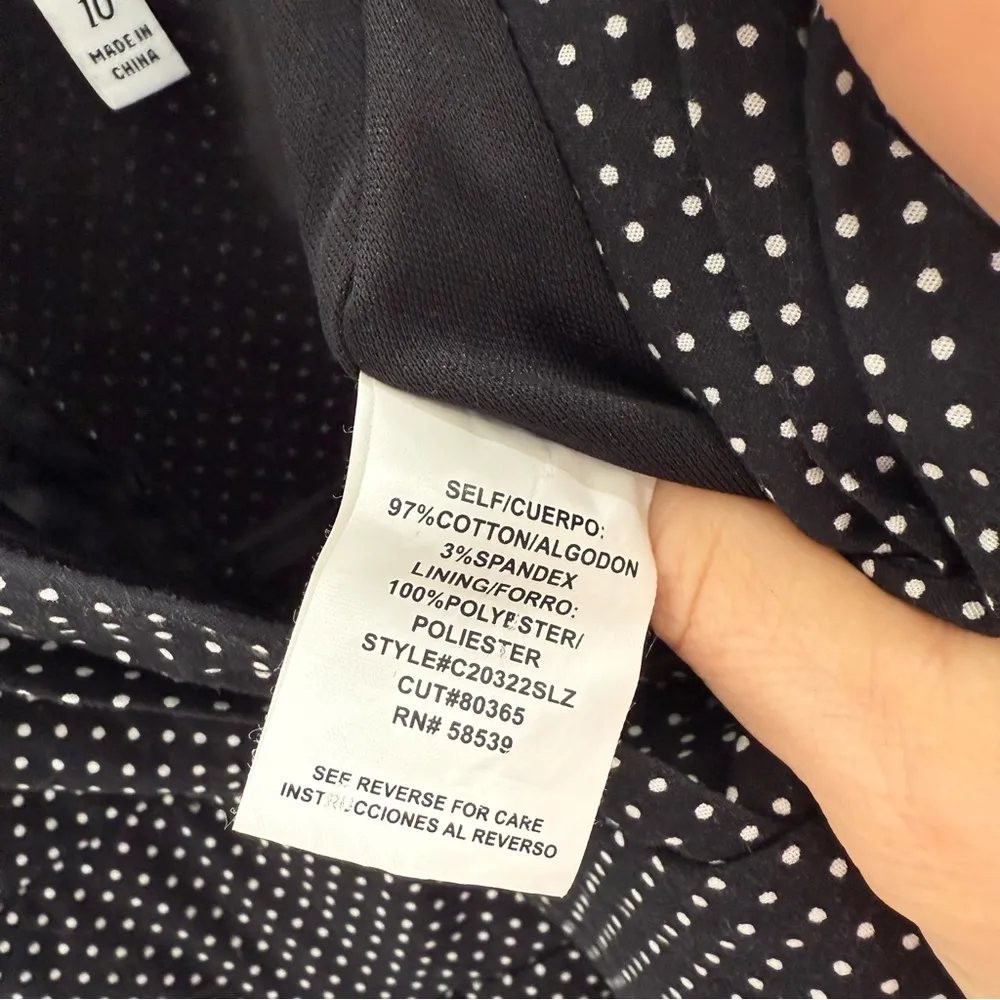 10
MADE IN
CHINA
SELF/CUERPO:
97%COTTON/ALGODON
3%SPANDEX
LINING/FORRO:
100%POLYESTER/
POLIESTER
STYLE#C20322SLZ
CUT#80365
RN# 58539
SEE REVERSE FOR CARE
INSTRUCCIONES AL REVERSO